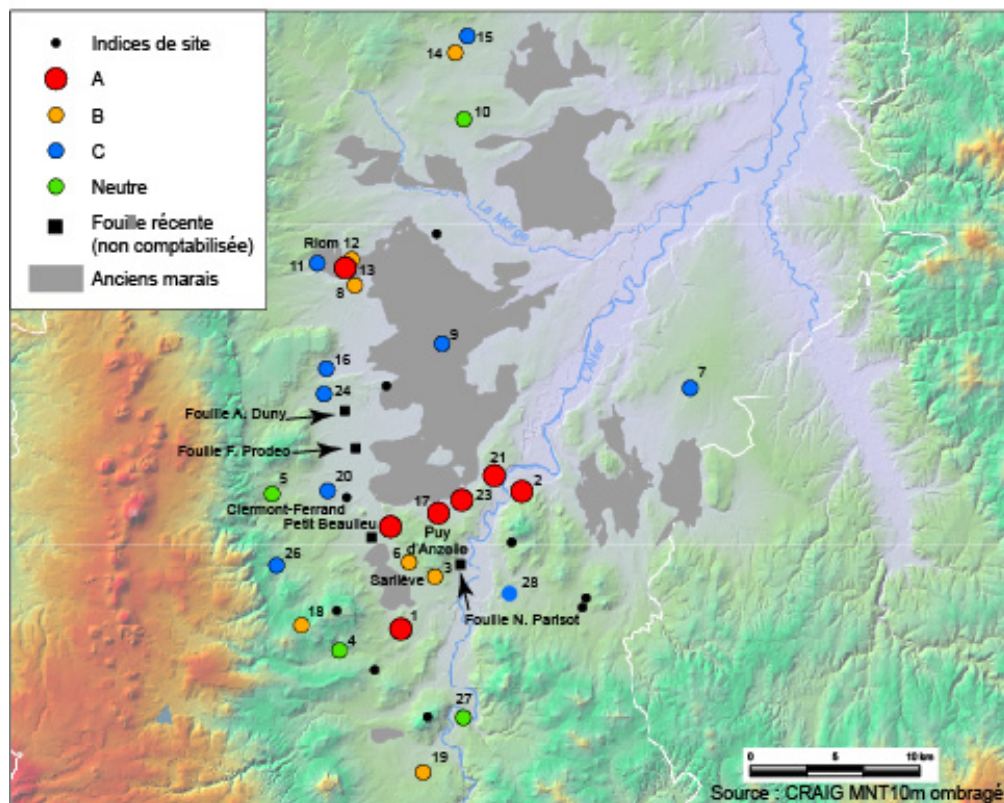 Indices de site
A
B
C
Neutre
Fouille récente
(non comptabilisée)
Anciens marais
15
14
10
La Morge
Riom 12
11
13
8
9
16
7
24
L'Allier
Fouille A. Duny
Fouille F. Prodeo
21
5
20
23
2
Clermont-Ferrand
17
Petit Beaulieu
Puy
d'Anzolle
6
26
Sarliève
3
28
Fouille N. Parisot
18
1
4
27
19
0
5
10 km
Source : CRAIG MNT10m ombragé